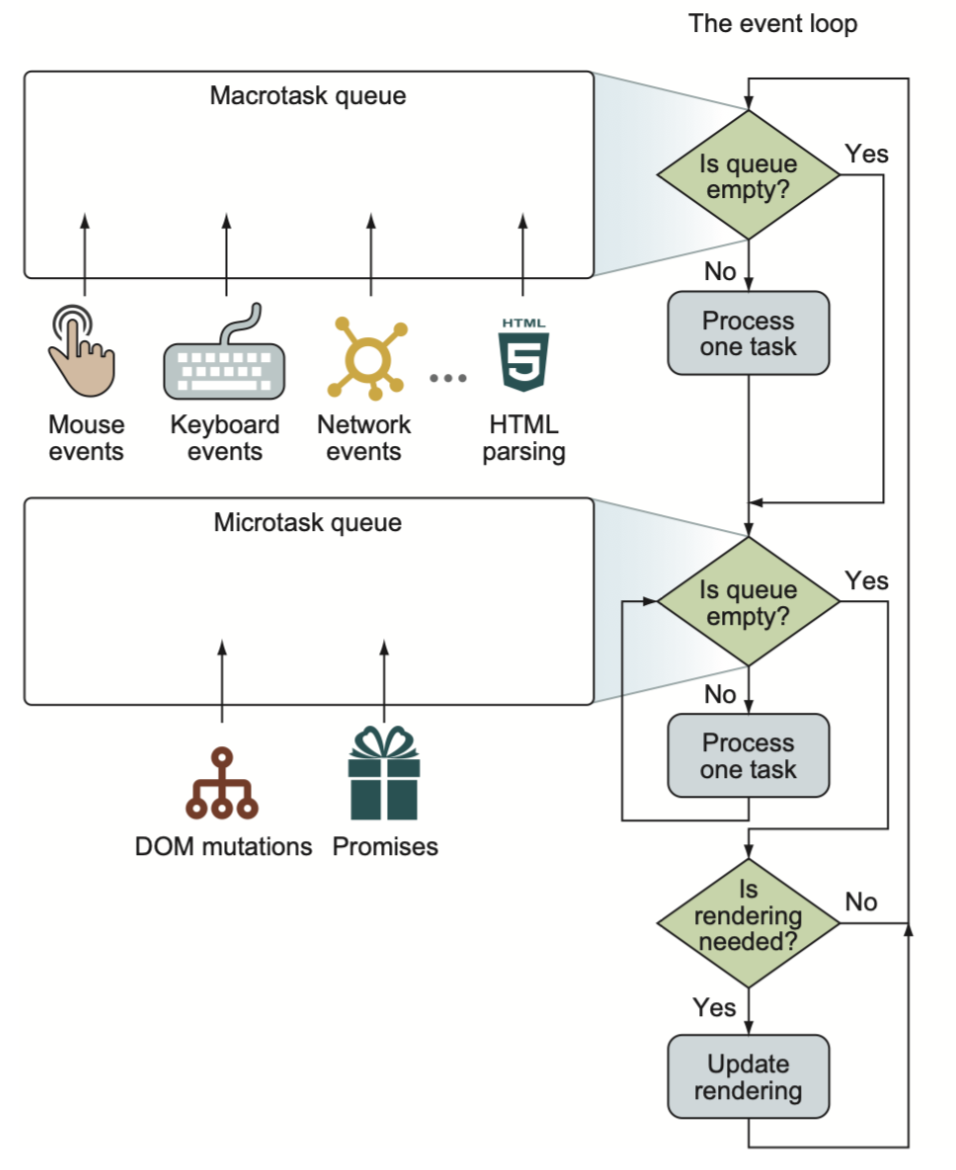 The event loop
Macrotask queue
Is queue
empty?
Yes
No
Process
one task
HTML
5
Mouse
events
Keyboard
events
Network
events
...
HTML
parsing
Microtask queue
Is queue
empty?
Yes
No
Process
one task
DOM mutations
Promises
Is
rendering
needed?
No
Yes
Update
rendering